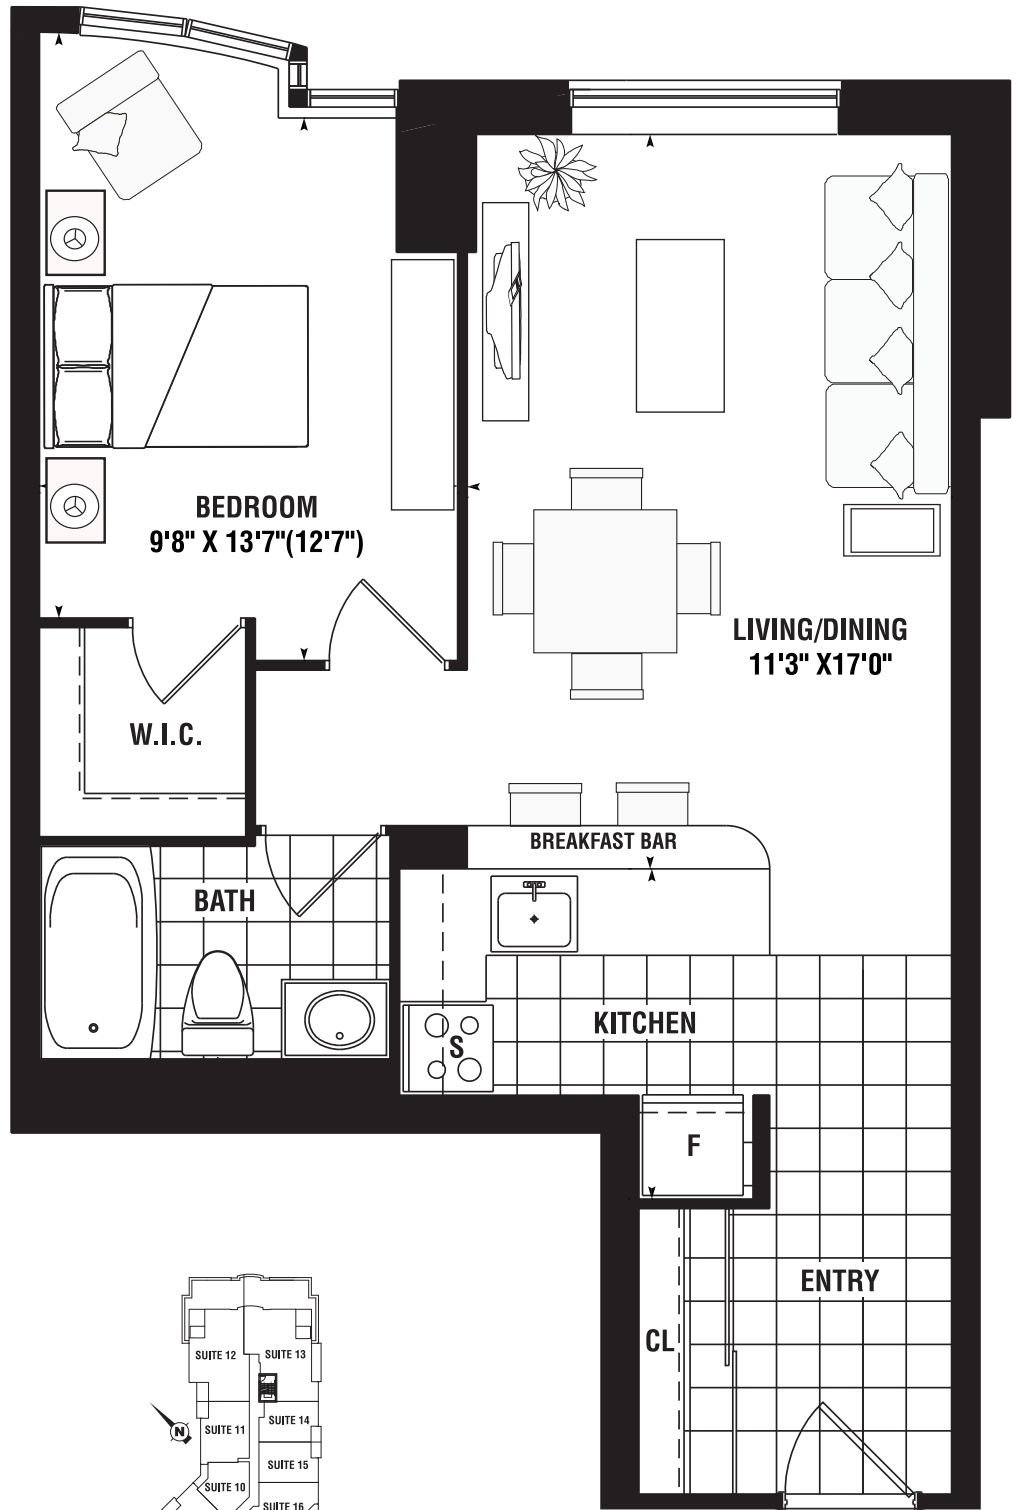 BEDROOM
9'8" X 13'7"(12'7")
LIVING/DINING
11'3" X17'0"
W.I.C.
BREAKFAST BAR
BATH
KITCHEN
S
F
ENTRY
CL
SUITE 12
SUITE 13
SUITE 14
N
SUITE 11
SUITE 15
SUITE 10
SUITE 16